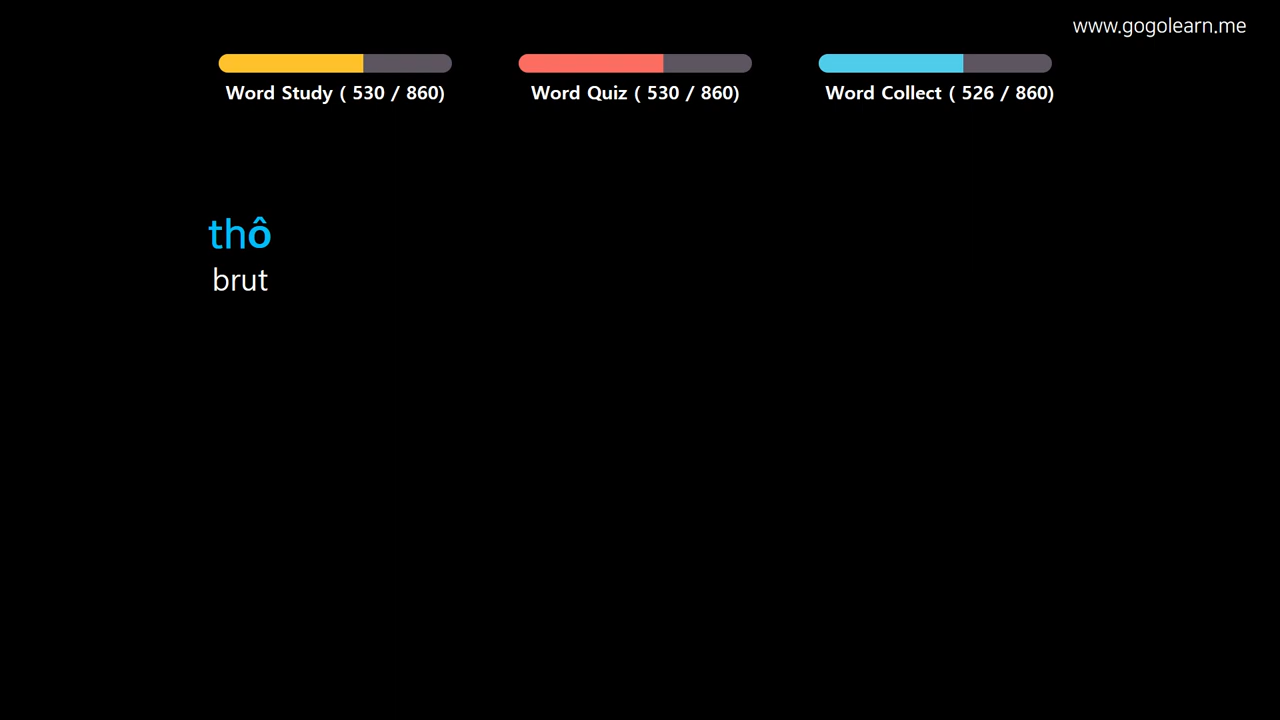 www.gogolearn.me
Word Study ( 530 / 860)
Word Quiz ( 530 / 860)
Word Collect ( 526 / 860)
thô
brut